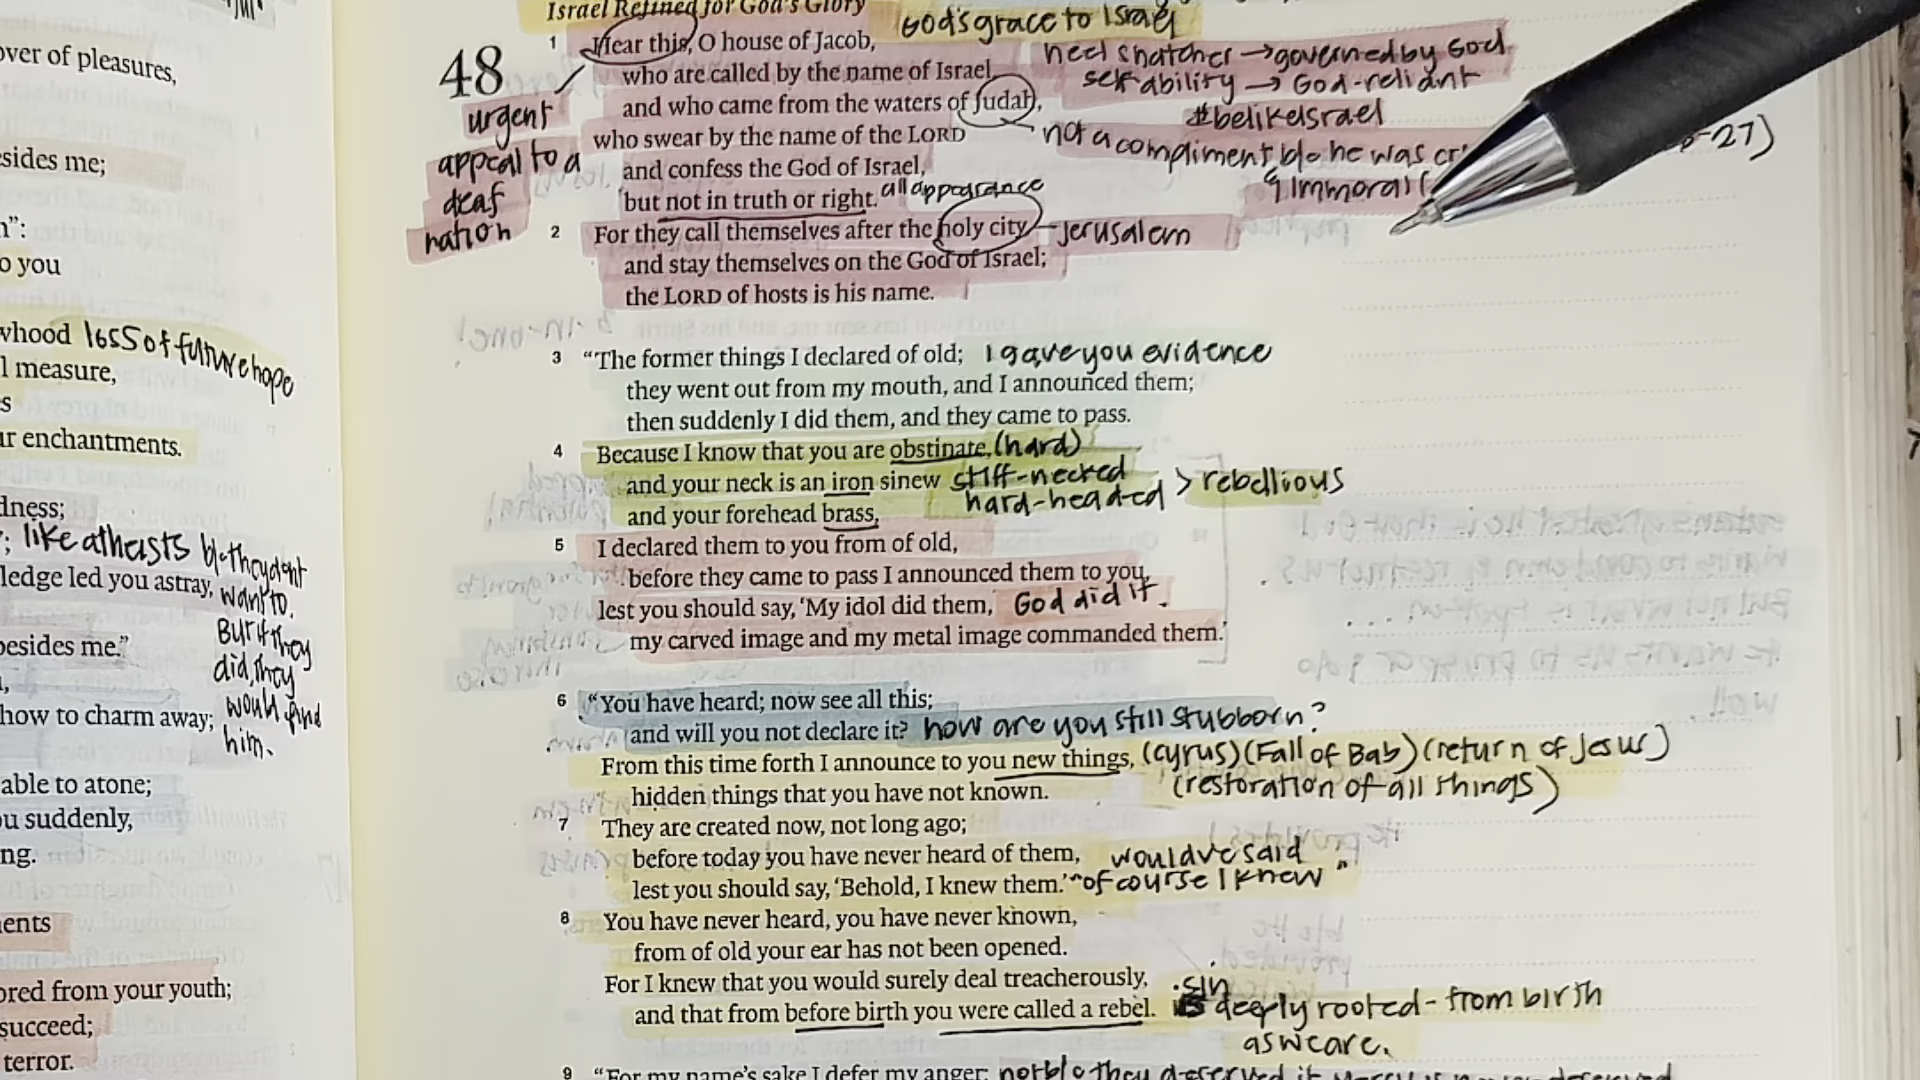 over of pleasures,
sides me;
o you
whood loss of future hope
l measure,
s
ur enchantments.
dness;
like atheists b/c they don't
ledge led you astray, want to.
But if they
besides me.” did, they
would find
how to charm away; him.
able to atone;
ou suddenly,
ng.
ents
ored from your youth;
succeed;
terror.
Israel Refined for God's Glory God's grace to Israel
48
urgent
appeal to a
deaf
nation
1 Hear this, O house of Jacob,
heel snatcher → governed by God
who are called by the name of Israel,
self ability → God-reliant
and who came from the waters of Judah,
#belikeIsrael
who swear by the name of the LORD
not a compliment b/c he was
and confess the God of Israel,
& immoral
-27)
but not in truth or right. all appearance
2 For they call themselves after the holy city, Jerusalem
and stay themselves on the God of Israel;
the LORD of hosts is his name.
3 “The former things I declared of old; I gave you evidence
they went out from my mouth, and I announced them;
then suddenly I did them, and they came to pass.
4 Because I know that you are obstinate, (hard)
and your neck is an iron sinew stiff-necked > rebellious
and your forehead brass, hard-headed
5 I declared them to you from of old,
before they came to pass I announced them to you,
lest you should say, ‘My idol did them, God did it.
my carved image and my metal image commanded them.’
6 “You have heard; now see all this;
and will you not declare it? how are you still stubborn?
From this time forth I announce to you new things, (cyrus) (Fall of Bab) (return of Jesus)
hidden things that you have not known. (restoration of all things)
7 They are created now, not long ago;
before today you have never heard of them, would've said
lest you should say, ‘Behold, I knew them.’ "of course I knew"
8 You have never heard, you have never known,
from of old your ear has not been opened.
For I knew that you would surely deal treacherously, · sin
and that from before birth you were called a rebel. deeply rooted - from birth
as we are.
9 “For my name's sake I defer my anger; not b/c they deserved it